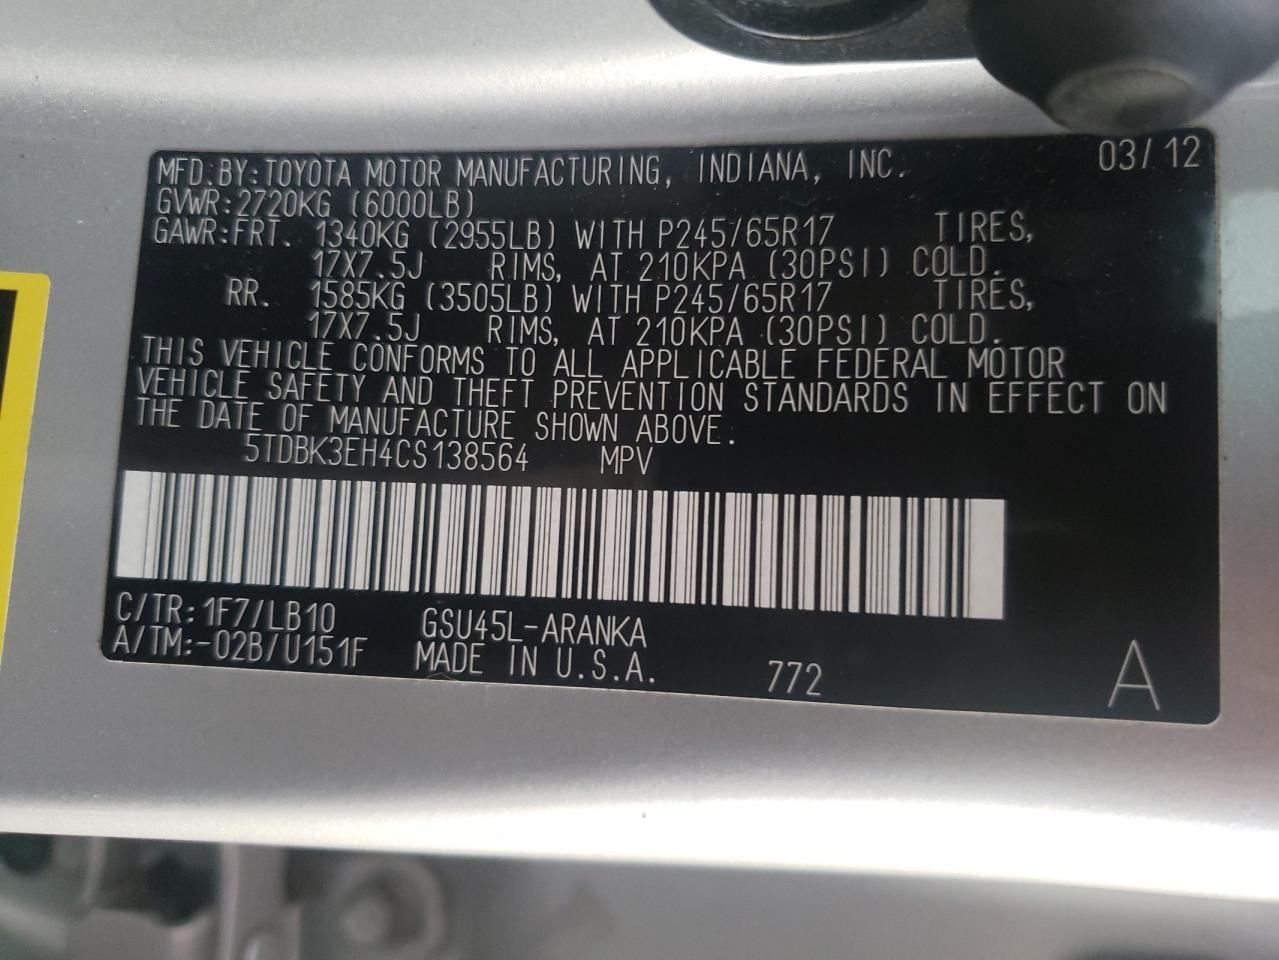 MFD.BY:TOYOTA MOTOR MANUFACTURING, INDIANA, INC. 03/12
GVWR:2720KG (6000LB)
GAWR:FRT. 1340KG (2955LB) WITH P245/65R17 TIRES,
17X7.5J RIMS, AT 210KPA (30PSI) COLD.
RR. 1585KG (3505LB) WITH P245/65R17 TIRES,
17X7.5J RIMS, AT 210KPA (30PSI) COLD.
THIS VEHICLE CONFORMS TO ALL APPLICABLE FEDERAL MOTOR
VEHICLE SAFETY AND THEFT PREVENTION STANDARDS IN EFFECT ON
THE DATE OF MANUFACTURE SHOWN ABOVE.
5TDBK3EH4CS138564 MPV
C/TR:1F7/LB10 GSU45L-ARANKA
A/TM:-02B/U151F MADE IN U.S.A. 772 A